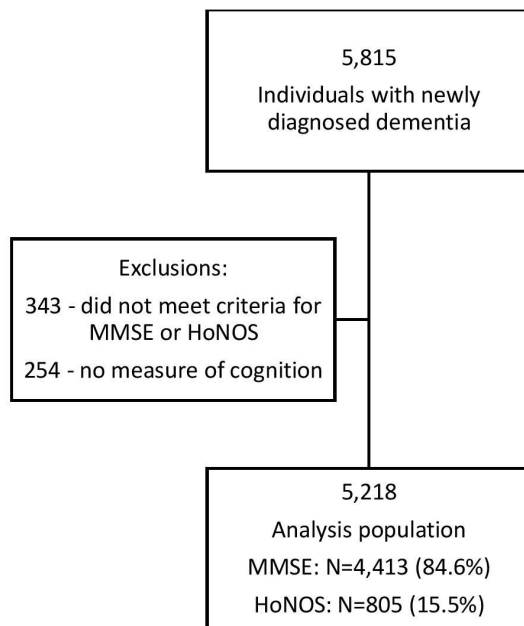 5,815
Individuals with newly
diagnosed dementia
Exclusions:
343 - did not meet criteria for
MMSE or HoNOS
254 - no measure of cognition
5,218
Analysis population
MMSE: N=4,413 (84.6%)
HoNOS: N=805 (15.5%)